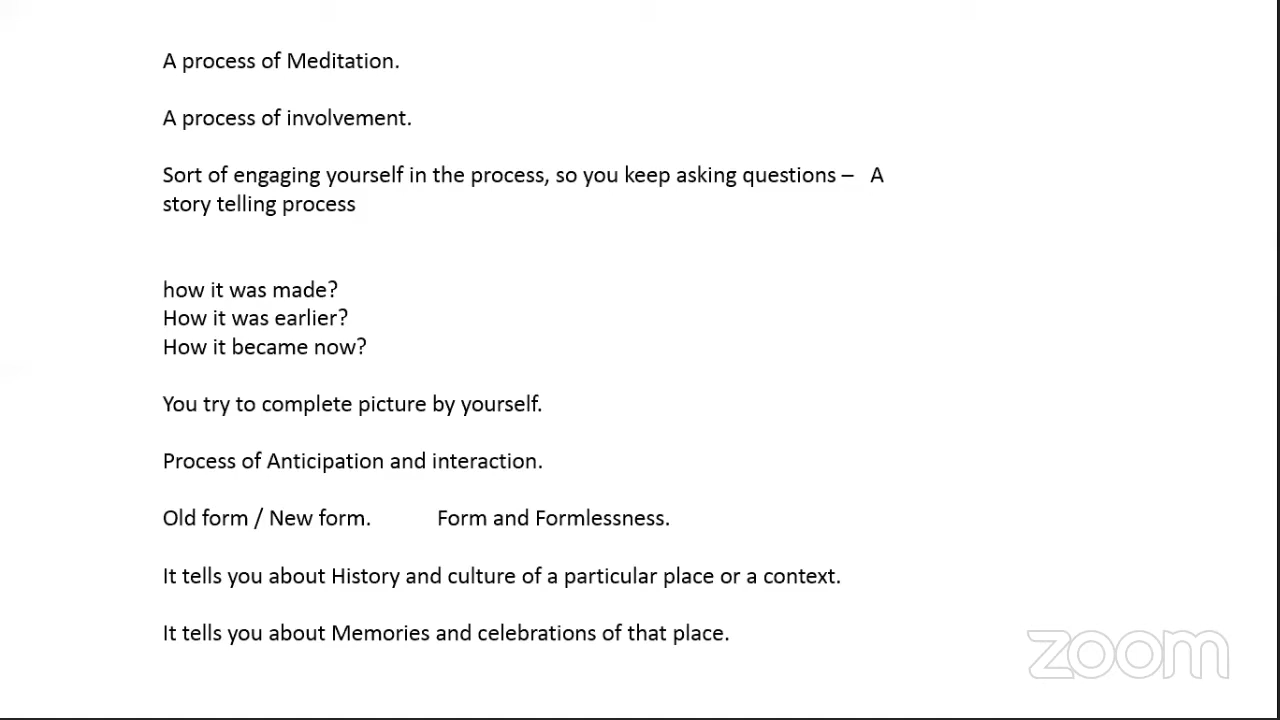 A process of Meditation.
A process of involvement.
Sort of engaging yourself in the process, so you keep asking questions – A
story telling process
how it was made?
How it was earlier?
How it became now?
You try to complete picture by yourself.
Process of Anticipation and interaction.
Old form / New form. Form and Formlessness.
It tells you about History and culture of a particular place or a context.
It tells you about Memories and celebrations of that place.
zoom